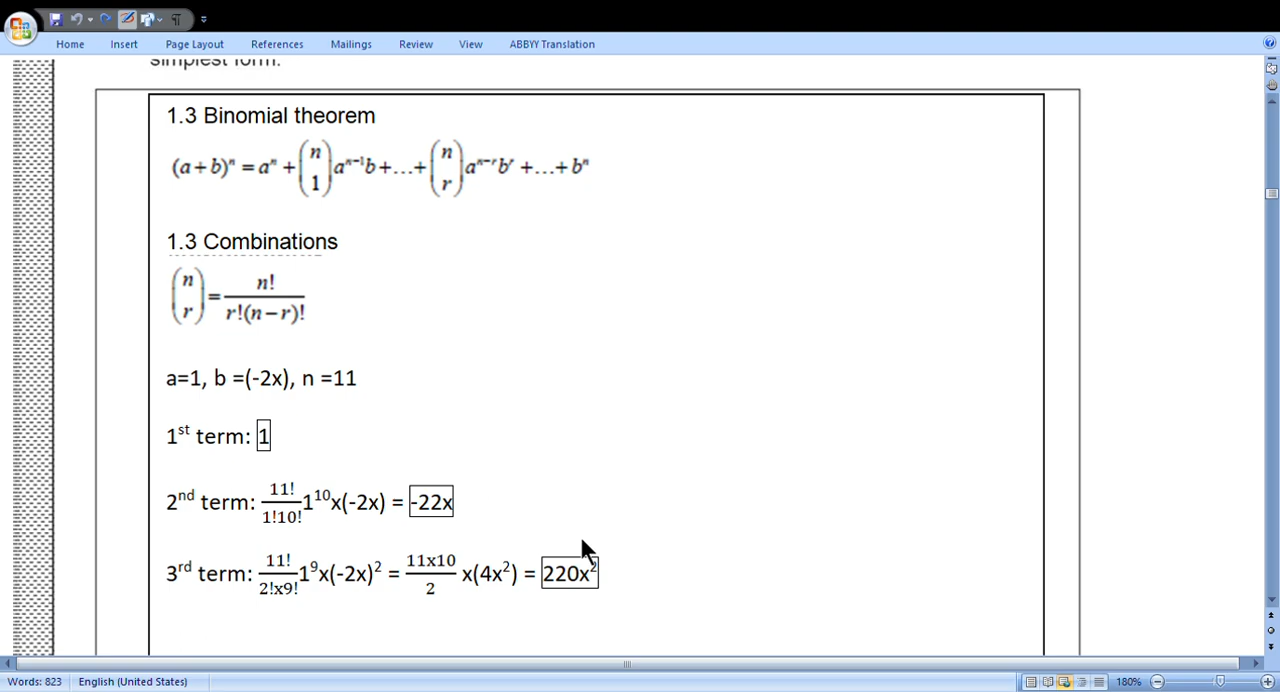 Home Insert Page Layout References Mailings Review View ABBYY Translation
simplest form.
1.3 Binomial theorem
(a+b)ⁿ = aⁿ + (n 1) aⁿ⁻¹b + ... + (n r) aⁿ⁻ʳbʳ + ... + bⁿ
1.3 Combinations
(n r) = n! / r!(n−r)!
a=1, b =(-2x), n =11
1ˢᵗ term: 1
2ⁿᵈ term: 11!/1!10! 1¹⁰x(-2x) = -22x
3ʳᵈ term: 11!/2!x9! 1⁹x(-2x)² = 11x10/2 x(4x²) = 220x²
Words: 823 English (United States) 180%